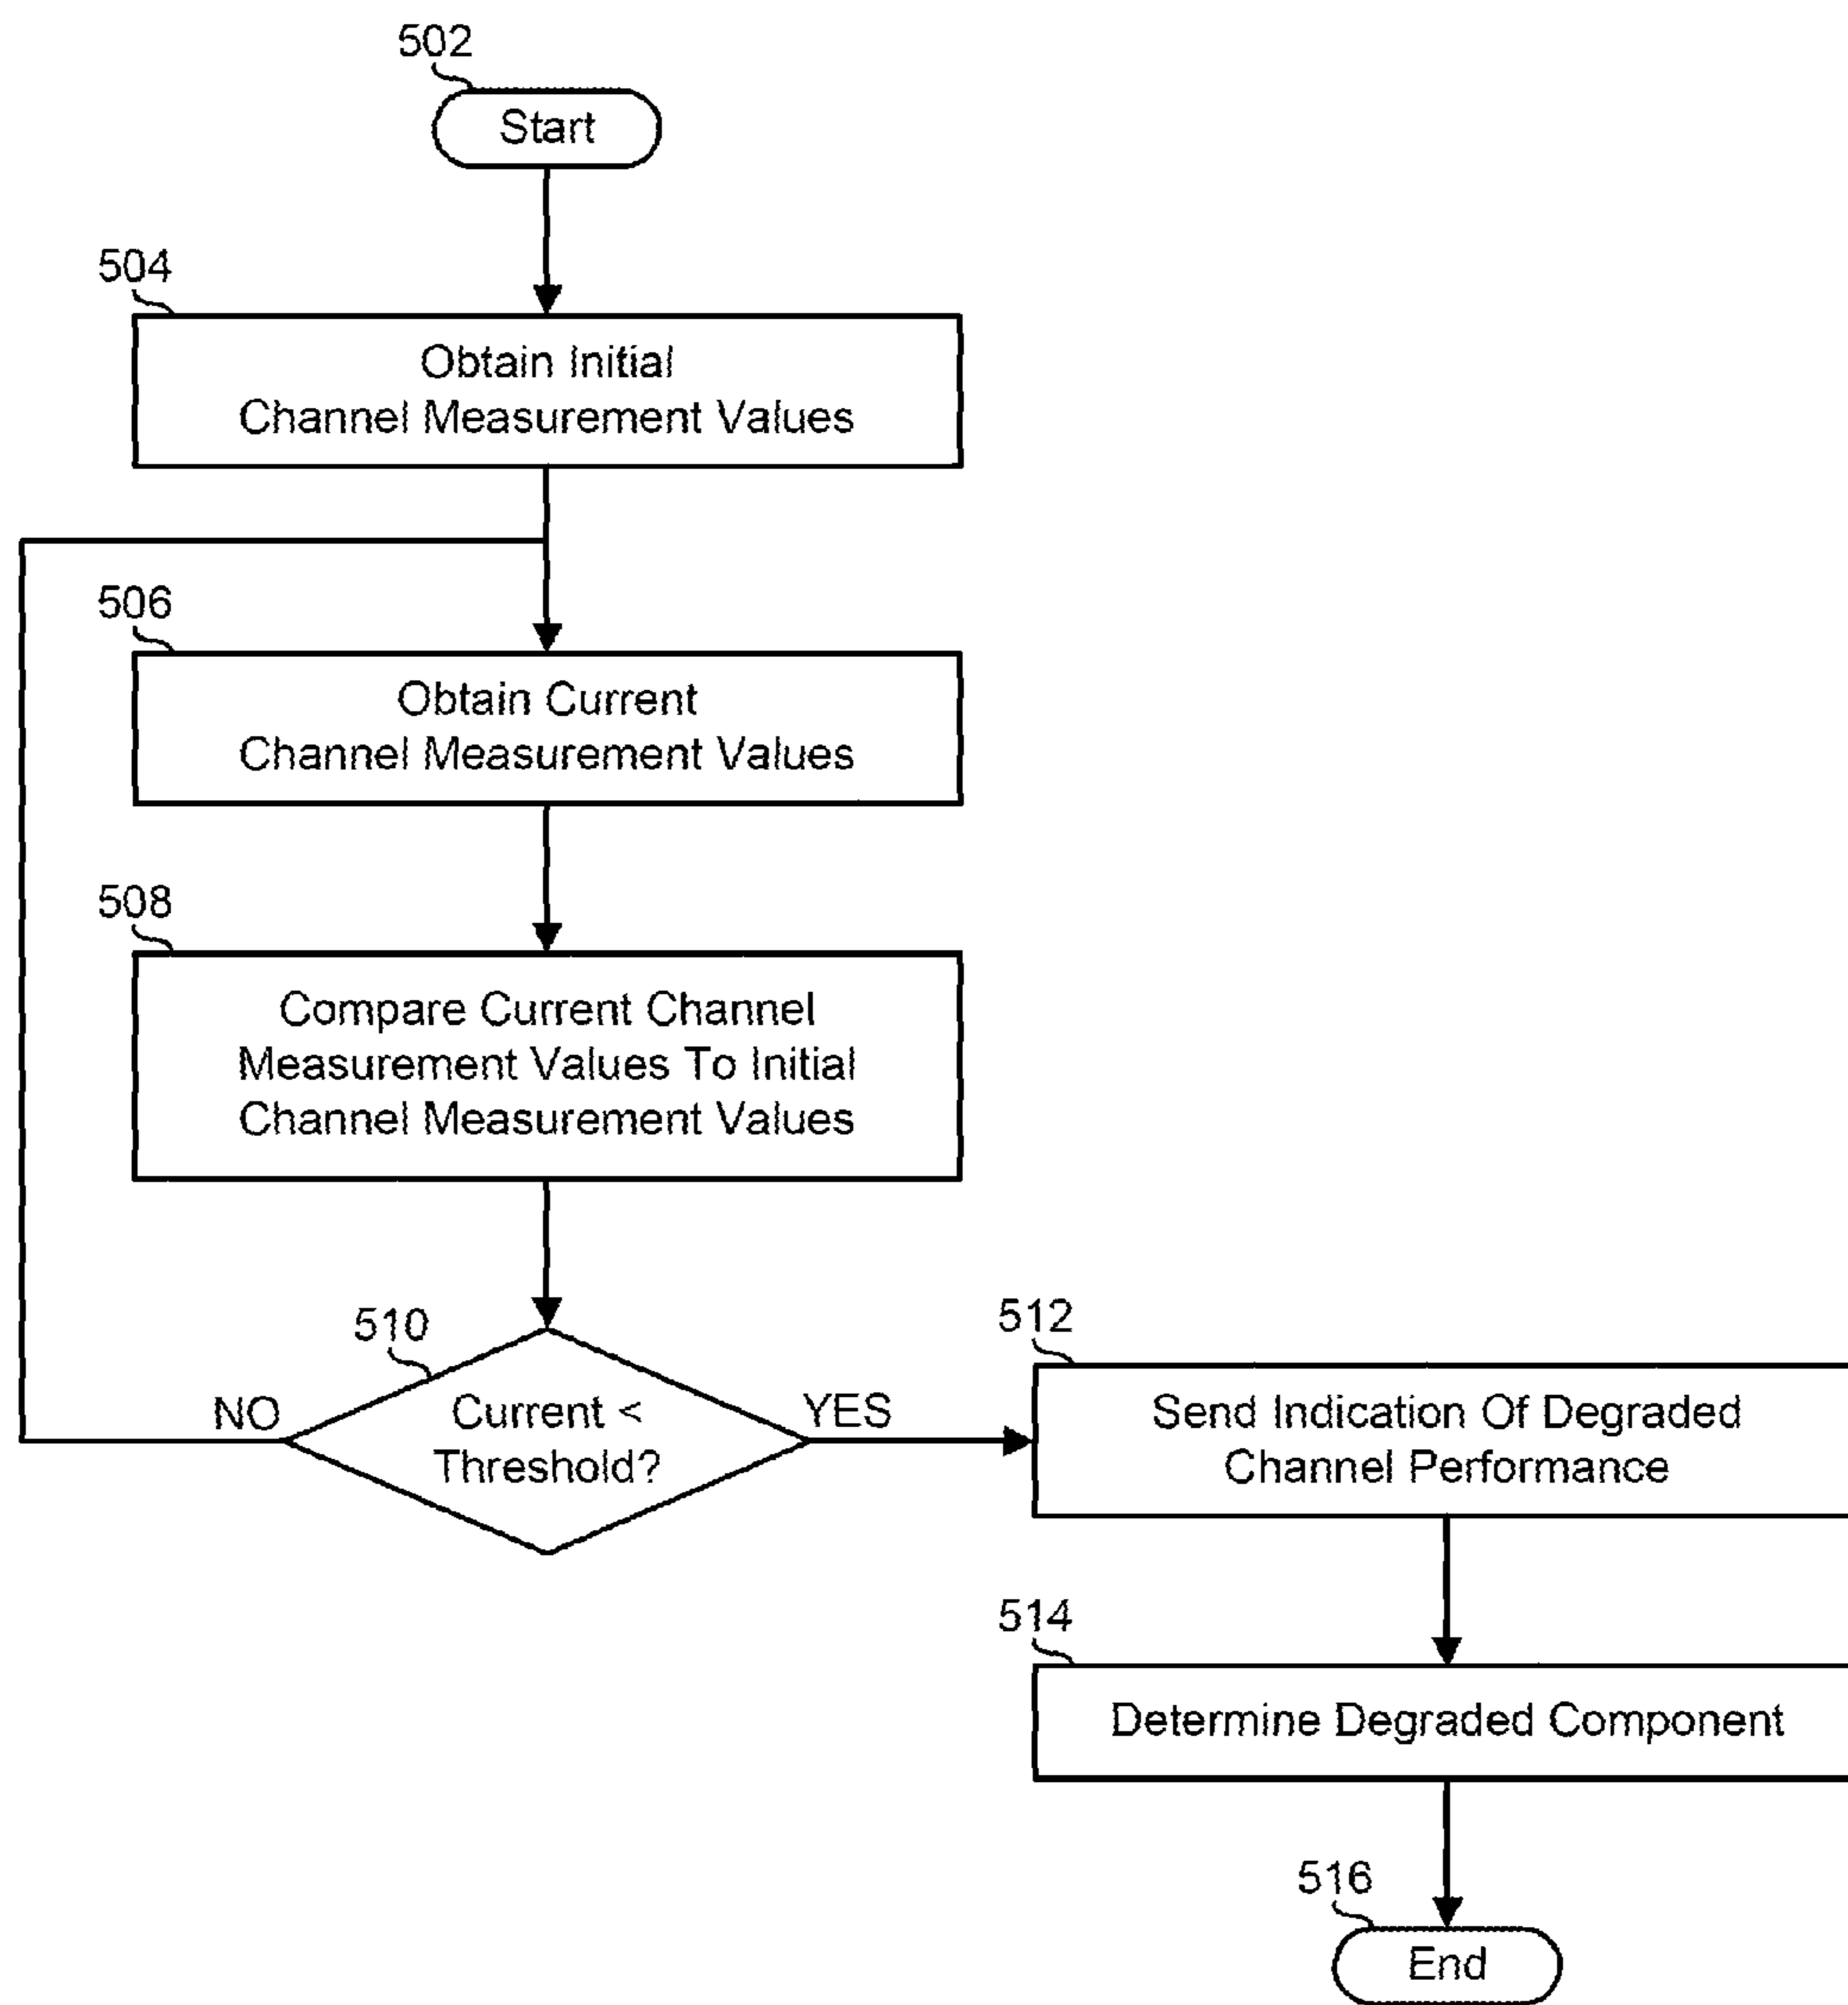 502
Start
504
Obtain Initial
Channel Measurement Values
506
Obtain Current
Channel Measurement Values
508
Compare Current Channel
Measurement Values To Initial
Channel Measurement Values
510
NO
Current <
Threshold?
YES
512
Send Indication Of Degraded
Channel Performance
514
Determine Degraded Component
516
End